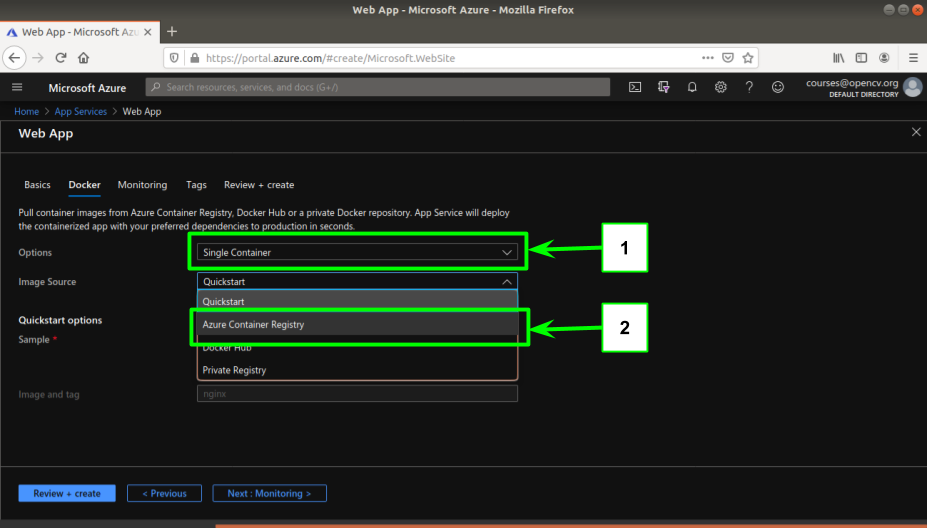 Web App - Microsoft Azure - Mozilla Firefox
Web App - Microsoft Azu
https://portal.azure.com/#create/Microsoft.WebSite
Microsoft Azure
Search resources, services, and docs (G+/)
courses@opencv.org
DEFAULT DIRECTORY
Home > App Services > Web App
Web App
Basics Docker Monitoring Tags Review + create
Pull container images from Azure Container Registry, Docker Hub or a private Docker repository. App Service will deploy
the containerized app with your preferred dependencies to production in seconds.
Options
Single Container
1
Image Source
Quickstart
Quickstart
Quickstart options
Azure Container Registry
2
Sample *
Docker Hub
Private Registry
Image and tag
nginx
Review + create
< Previous
Next : Monitoring >